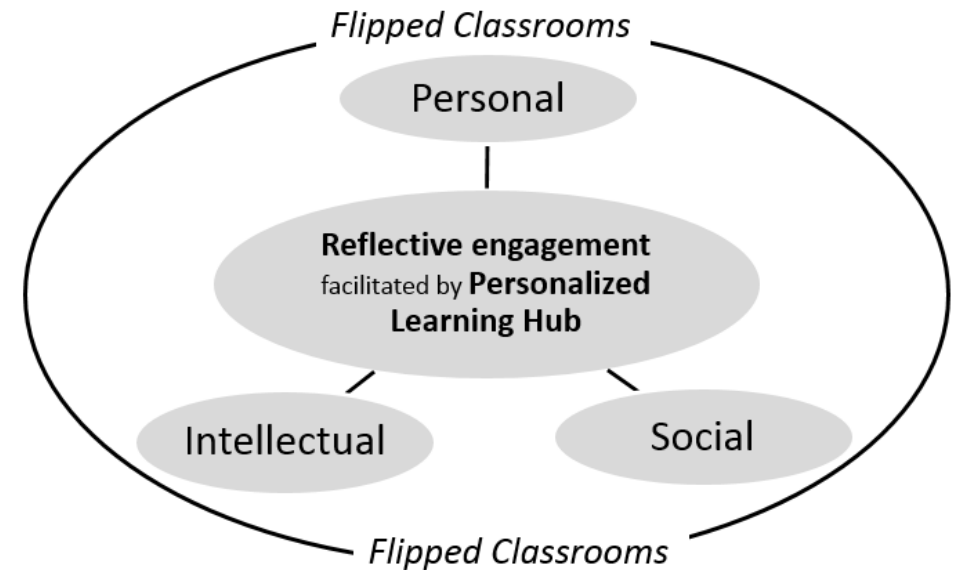 Flipped Classrooms
Personal
Reflective engagement
facilitated by Personalized
Learning Hub
Intellectual
Social
Flipped Classrooms